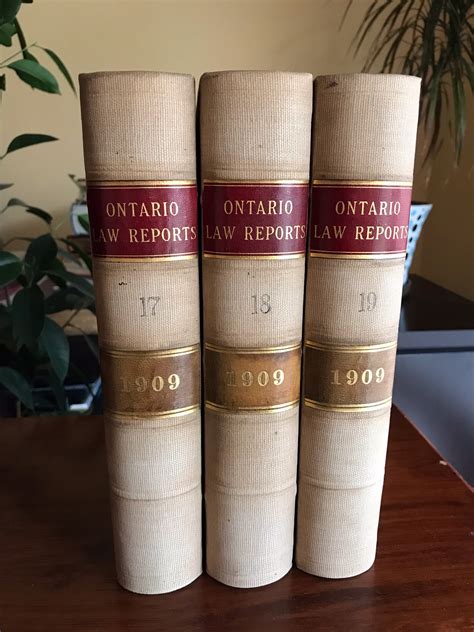 ONTARIO
LAW REPORTS
17
1909
ONTARIO
LAW REPORTS
18
1909
ONTARIO
LAW REPORTS
19
1909